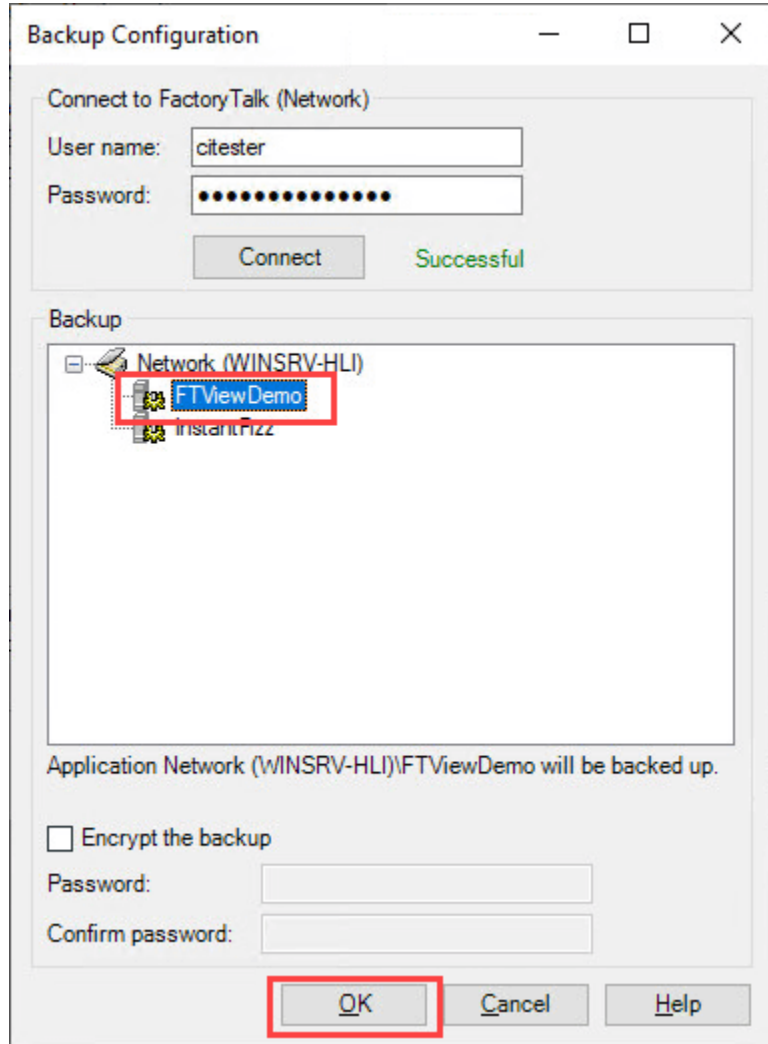 Backup Configuration
Connect to FactoryTalk (Network)
User name: citester
Password: ●●●●●●●●●●●●●●
Connect Successful
Backup
Network (WINSRV-HLI)
FTViewDemo
InstantFizz
Application Network (WINSRV-HLI)\FTViewDemo will be backed up.
Encrypt the backup
Password:
Confirm password:
OK Cancel Help